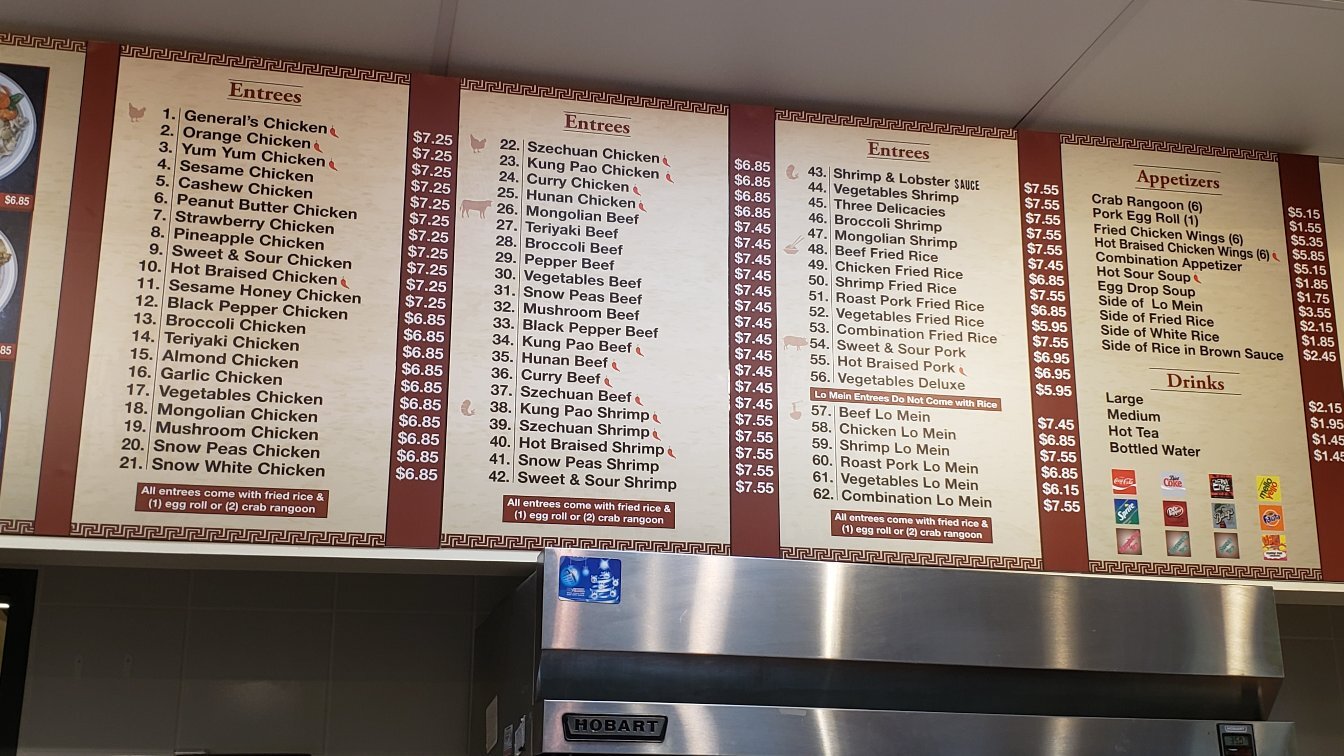 $6.85
85
Entrees
1. General's Chicken $7.25
2. Orange Chicken $7.25
3. Yum Yum Chicken $7.25
4. Sesame Chicken $7.25
5. Cashew Chicken $7.25
6. Peanut Butter Chicken $7.25
7. Strawberry Chicken $7.25
8. Pineapple Chicken $7.25
9. Sweet & Sour Chicken $7.25
10. Hot Braised Chicken $7.25
11. Sesame Honey Chicken $7.25
12. Black Pepper Chicken $6.85
13. Broccoli Chicken $6.85
14. Teriyaki Chicken $6.85
15. Almond Chicken $6.85
16. Garlic Chicken $6.85
17. Vegetables Chicken $6.85
18. Mongolian Chicken $6.85
19. Mushroom Chicken $6.85
20. Snow Peas Chicken $6.85
21. Snow White Chicken $6.85
All entrees come with fried rice &
(1) egg roll or (2) crab rangoon
Entrees
22. Szechuan Chicken $6.85
23. Kung Pao Chicken $6.85
24. Curry Chicken $6.85
25. Hunan Chicken $6.85
26. Mongolian Beef $7.45
27. Teriyaki Beef $7.45
28. Broccoli Beef $7.45
29. Pepper Beef $7.45
30. Vegetables Beef $7.45
31. Snow Peas Beef $7.45
32. Mushroom Beef $7.45
33. Black Pepper Beef $7.45
34. Kung Pao Beef $7.45
35. Hunan Beef $7.45
36. Curry Beef $7.45
37. Szechuan Beef $7.45
38. Kung Pao Shrimp $7.55
39. Szechuan Shrimp $7.55
40. Hot Braised Shrimp $7.55
41. Snow Peas Shrimp $7.55
42. Sweet & Sour Shrimp $7.55
All entrees come with fried rice &
(1) egg roll or (2) crab rangoon
Entrees
43. Shrimp & Lobster SAUCE $7.55
44. Vegetables Shrimp $7.55
45. Three Delicacies $7.55
46. Broccoli Shrimp $7.55
47. Mongolian Shrimp $7.55
48. Beef Fried Rice $7.45
49. Chicken Fried Rice $6.85
50. Shrimp Fried Rice $7.55
51. Roast Pork Fried Rice $6.85
52. Vegetables Fried Rice $5.95
53. Combination Fried Rice $7.55
54. Sweet & Sour Pork $6.95
55. Hot Braised Pork $6.95
56. Vegetables Deluxe $5.95
Lo Mein Entrees Do Not Come with Rice
57. Beef Lo Mein $7.45
58. Chicken Lo Mein $6.85
59. Shrimp Lo Mein $7.55
60. Roast Pork Lo Mein $6.85
61. Vegetables Lo Mein $6.15
62. Combination Lo Mein $7.55
All entrees come with fried rice &
(1) egg roll or (2) crab rangoon
Appetizers
Crab Rangoon (6) $5.15
Pork Egg Roll (1) $1.55
Fried Chicken Wings (6) $5.35
Hot Braised Chicken Wings (6) $5.85
Combination Appetizer $5.15
Hot Sour Soup $1.85
Egg Drop Soup $1.75
Side of Lo Mein $3.55
Side of Fried Rice $2.15
Side of White Rice $1.85
Side of Rice in Brown Sauce $2.45
Drinks
Large $2.15
Medium $1.95
Hot Tea $1.45
Bottled Water $1.45
Coca-Cola
Diet Coke
mello yello
Sprite
Dr Pepper
Fanta
HOBART
HOBART